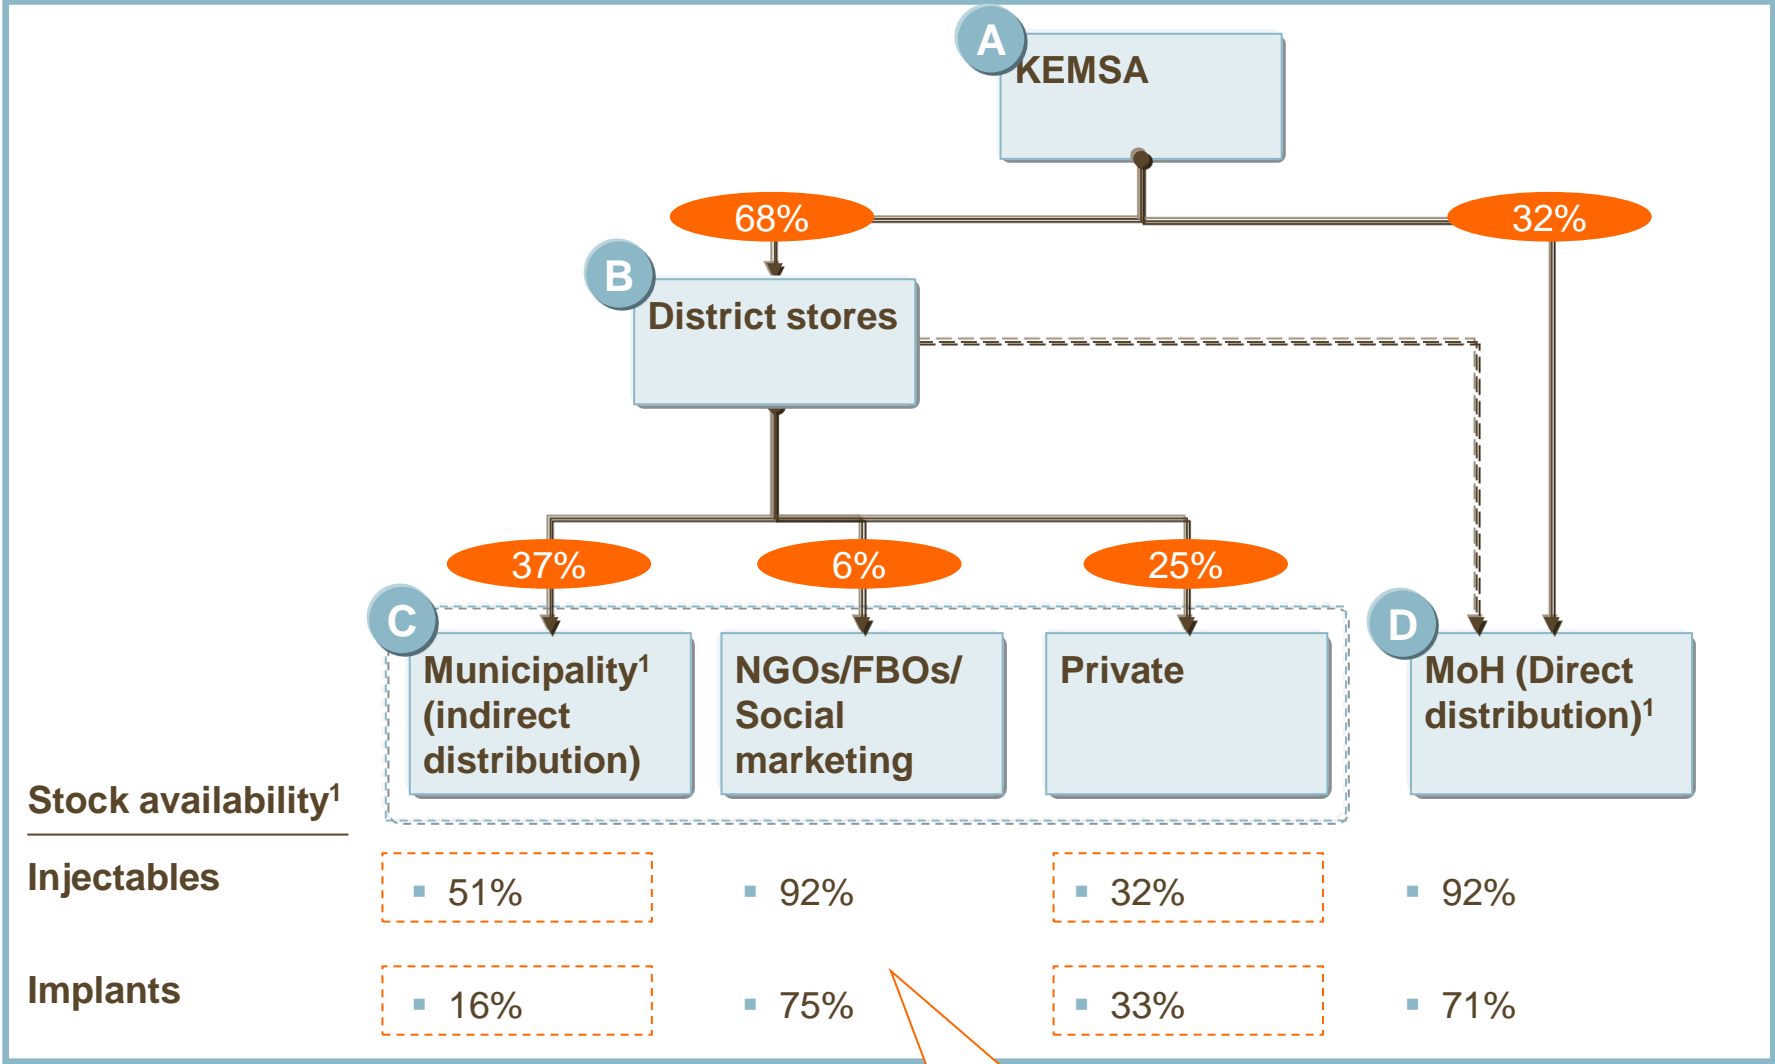 A
KEMSA
68%
32%
B
District stores
37%
6%
25%
C
D
Municipality¹
(indirect
distribution)
NGOs/FBOs/
Social
marketing
Private
MoH (Direct
distribution)¹
Stock availability¹
Injectables
▪ 51%
▪ 92%
▪ 32%
▪ 92%
Implants
▪ 16%
▪ 75%
▪ 33%
▪ 71%